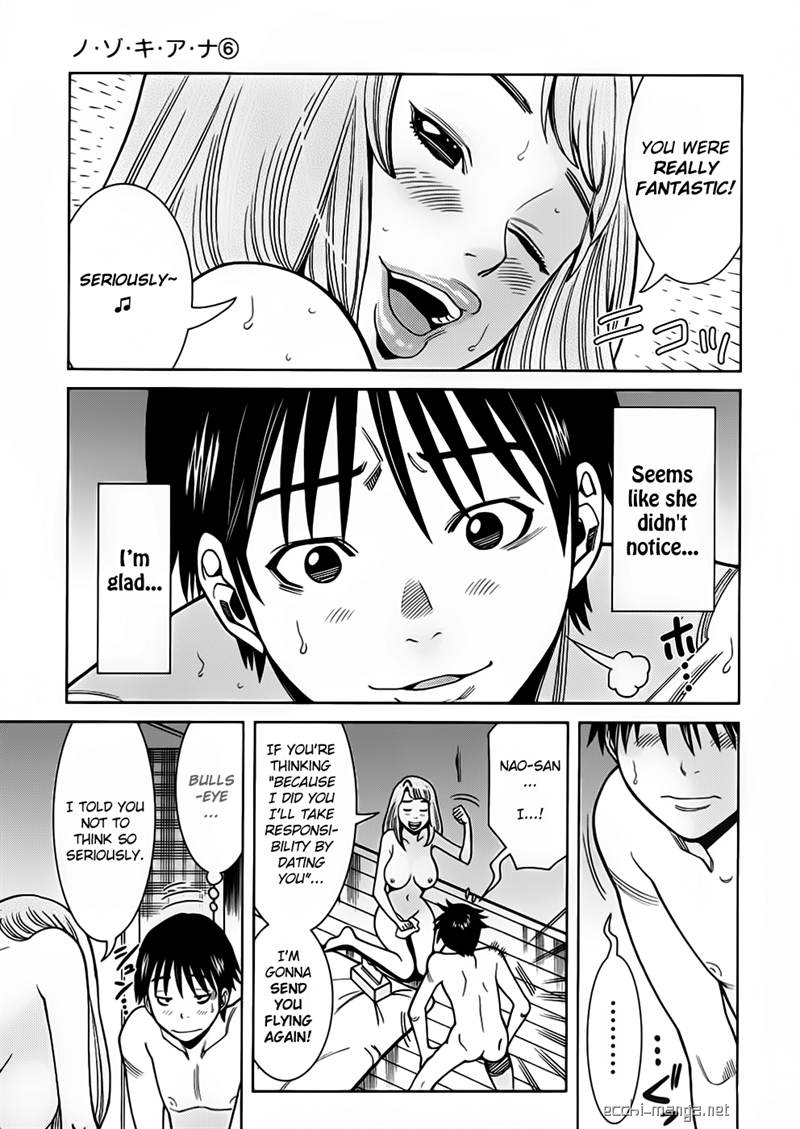 ノ・ゾ・キ・ア・ナ⑥
YOU WERE
REALLY
FANTASTIC!
SERIOUSLY~
♫
ニコッ
Seems
like she
didn't
notice...
I'm
glad...
ホ
NAO-SAN
...
I...!
IF YOU'RE
THINKING
"BECAUSE
I DID YOU
I'LL TAKE
RESPONSI-
BILITY BY
DATING
YOU"...
I'M
GONNA
SEND
YOU
FLYING
AGAIN!
BULLS
-EYE
...
I TOLD YOU
NOT TO
THINK SO
SERIOUSLY.
ecchi-manga.net